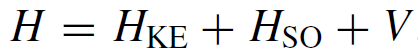 H = H_KE + H_SO + V